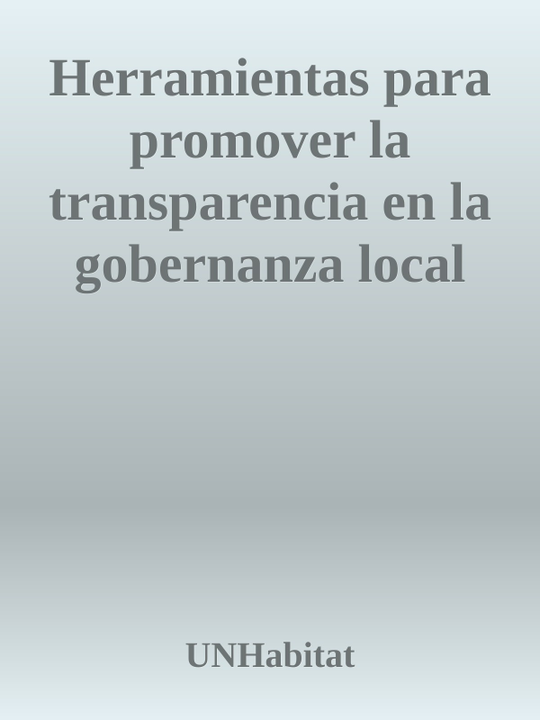 Herramientas para
promover la
transparencia en la
gobernanza local
UNHabitat